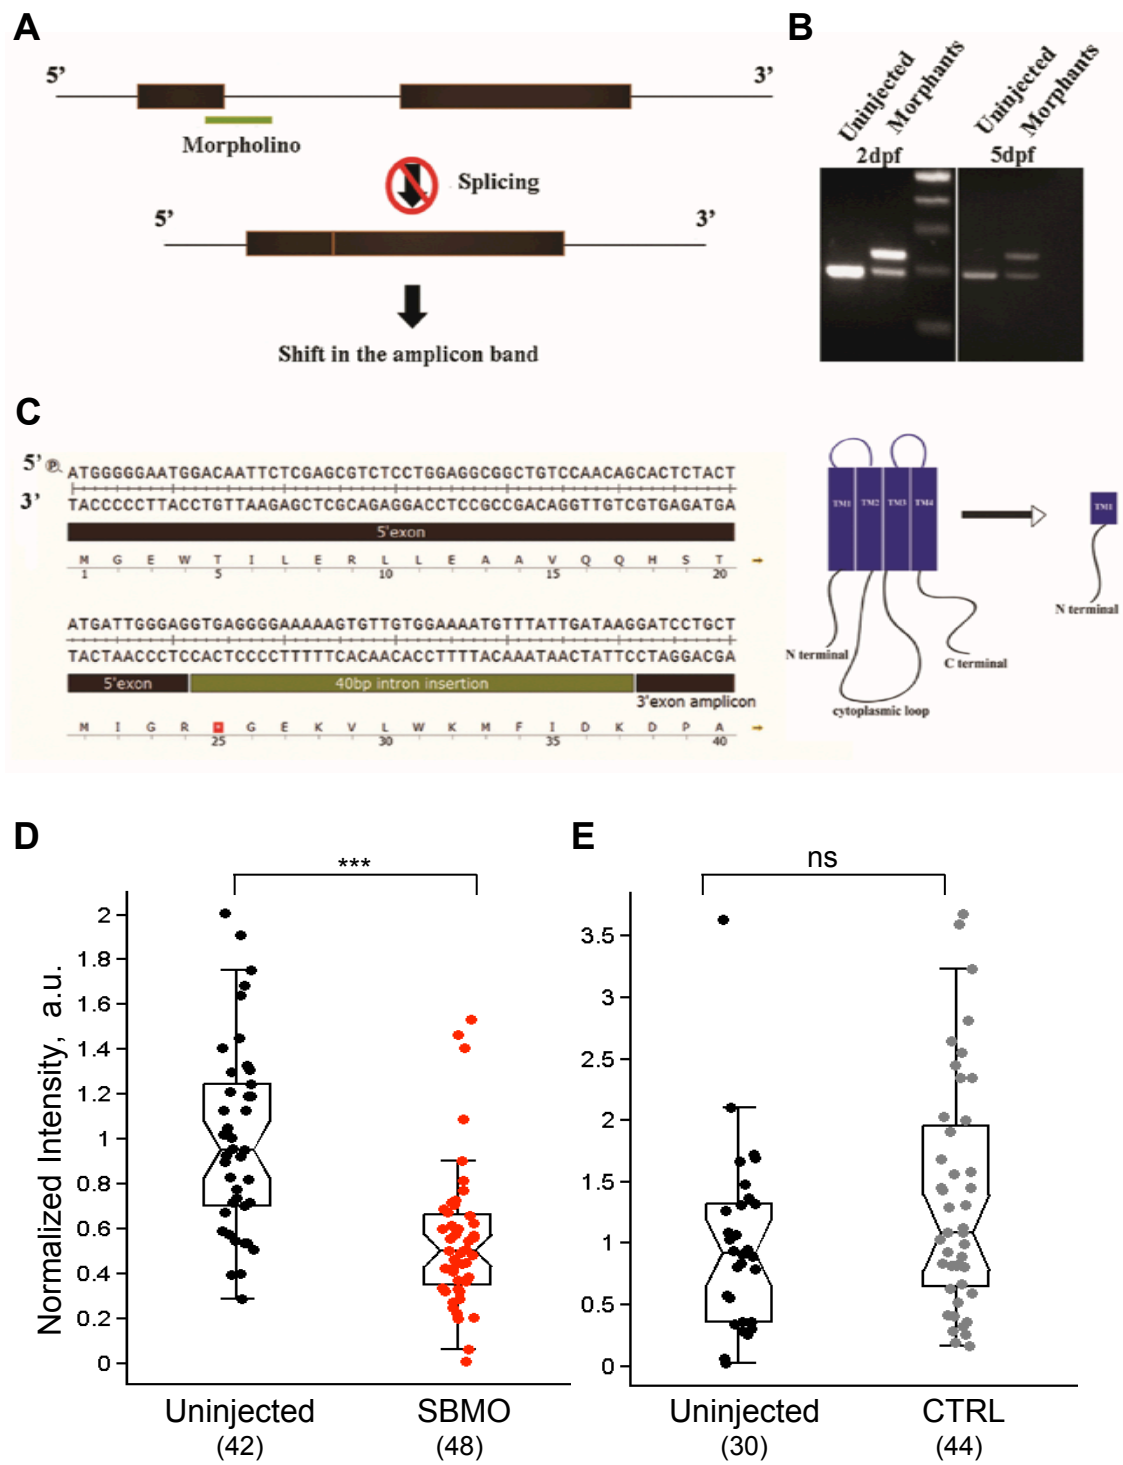 A
5’
3’
Morpholino
Splicing
5’
3’
Shift in the amplicon band
B
Uninjected
Morphants
Uninjected
Morphants
2dpf
5dpf
C
5’
P
ATGGGGGAATGGACAATTCTCGAGCGTCTCCTGGAGGCGGCTGTCCAACAGCACTCTACT
3’
TACCCCCTTACCTGTTAAGAGCTCGCAGAGGACCTCCGCCGACAGGTTGTCGTGAGATGA
5'exon
M G E W T I L E R L L E A A V Q Q H S T
1 5 10 15 20
ATGATTGGGAGGTGAGGGGAAAAAGTGTTGTGGAAAATGTTTATTGATAAGGATCCTGCT
TACTAACCCTCCACTCCCCTTTTTCACAACACCTTTTACAAATAACTATTCCTAGGACGA
5'exon
40bp intron insertion
3'exon amplicon
M I G R * G E K V L W K M F I D K D P A
25 30 35 40
TM1 TM2 TM3 TM4
TM1
N terminal
C terminal
cytoplasmic loop
N terminal
D
***
Normalized Intensity, a.u.
2
1.8
1.6
1.4
1.2
1
0.8
0.6
0.4
0.2
0
Uninjected
(42)
SBMO
(48)
E
ns
3.5
3
2.5
2
1.5
1
0.5
0
Uninjected
(30)
CTRL
(44)